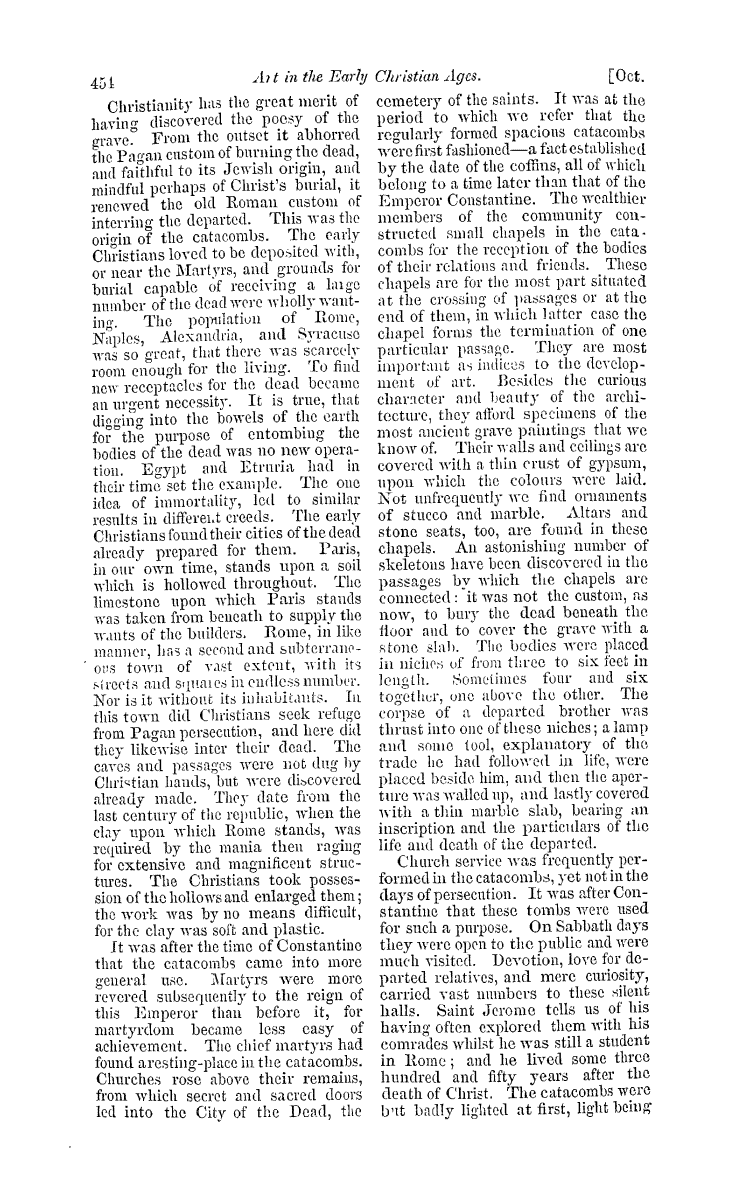 454 Art in the Early Christian Ages. [Oct.
Christianity has the great merit of
having discovered the poesy of the
grave. From the outset it abhorred
the Pagan custom of burning the dead,
and faithful to its Jewish origin, and
mindful perhaps of Christ's burial, it
renewed the old Roman custom of
interring the departed. This was the
origin of the catacombs. The early
Christians loved to be deposited with,
or near the Martyrs, and grounds for
burial capable of receiving a large
number of the dead were wholly want-
ing. The population of Rome,
Naples, Alexandria, and Syracuse
was so great, that there was scarcely
room enough for the living. To find
new receptacles for the dead became
an urgent necessity. It is true, that
digging into the bowels of the earth
for the purpose of entombing the
bodies of the dead was no new opera-
tion. Egypt and Etruria had in
their time set the example. The one
idea of immortality, led to similar
results in different creeds. The early
Christians found their cities of the dead
already prepared for them. Paris,
in our own time, stands upon a soil
which is hollowed throughout. The
limestone upon which Paris stands
was taken from beneath to supply the
wants of the builders. Rome, in like
manner, has a second and subterrane-
ous town of vast extent, with its
streets and squares in endless number.
Nor is it without its inhabitants. In
this town did Christians seek refuge
from Pagan persecution, and here did
they likewise inter their dead. The
caves and passages were not dug by
Christian hands, but were discovered
already made. They date from the
last century of the republic, when the
clay upon which Rome stands, was
required by the mania then raging
for extensive and magnificent struc-
tures. The Christians took posses-
sion of the hollows and enlarged them;
the work was by no means difficult,
for the clay was soft and plastic.
It was after the time of Constantine
that the catacombs came into more
general use. Martyrs were more
revered subsequently to the reign of
this Emperor than before it, for
martyrdom became less easy of
achievement. The chief martyrs had
found a resting-place in the catacombs.
Churches rose above their remains,
from which secret and sacred doors
led into the City of the Dead, the
cemetery of the saints. It was at the
period to which we refer that the
regularly formed spacious catacombs
were first fashioned—a fact established
by the date of the coffins, all of which
belong to a time later than that of the
Emperor Constantine. The wealthier
members of the community con-
structed small chapels in the cata-
combs for the reception of the bodies
of their relations and friends. These
chapels are for the most part situated
at the crossing of passages or at the
end of them, in which latter case the
chapel forms the termination of one
particular passage. They are most
important as indices to the develop-
ment of art. Besides the curious
character and beauty of the archi-
tecture, they afford specimens of the
most ancient grave paintings that we
know of. Their walls and ceilings are
covered with a thin crust of gypsum,
upon which the colours were laid.
Not unfrequently we find ornaments
of stucco and marble. Altars and
stone seats, too, are found in these
chapels. An astonishing number of
skeletons have been discovered in the
passages by which the chapels are
connected: it was not the custom, as
now, to bury the dead beneath the
floor and to cover the grave with a
stone slab. The bodies were placed
in niches of from three to six feet in
length. Sometimes four and six
together, one above the other. The
corpse of a departed brother was
thrust into one of these niches; a lamp
and some tool, explanatory of the
trade he had followed in life, were
placed beside him, and then the aper-
ture was walled up, and lastly covered
with a thin marble slab, bearing an
inscription and the particulars of the
life and death of the departed.
Church service was frequently per-
formed in the catacombs, yet not in the
days of persecution. It was after Con-
stantine that these tombs were used
for such a purpose. On Sabbath days
they were open to the public and were
much visited. Devotion, love for de-
parted relatives, and mere curiosity,
carried vast numbers to these silent
halls. Saint Jerome tells us of his
having often explored them with his
comrades whilst he was still a student
in Rome; and he lived some three
hundred and fifty years after the
death of Christ. The catacombs were
but badly lighted at first, light being